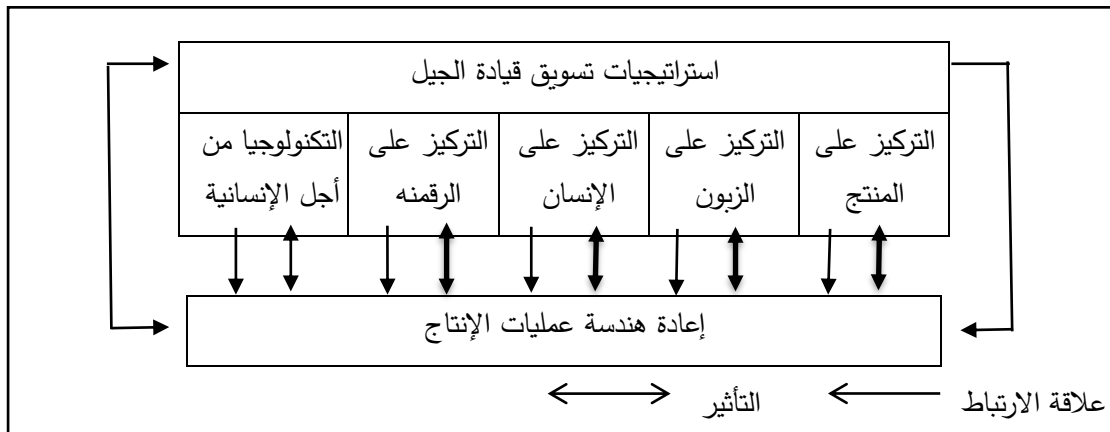 استراتيجيات تسويق قيادة الجيل
التركيز على
المنتج
التركيز على
الزبون
التركيز على
الإنسان
التركيز على
الرقمنه
التكنولوجيا من
أجل الإنسانية
إعادة هندسة عمليات الإنتاج
علاقة الارتباط
التأثير